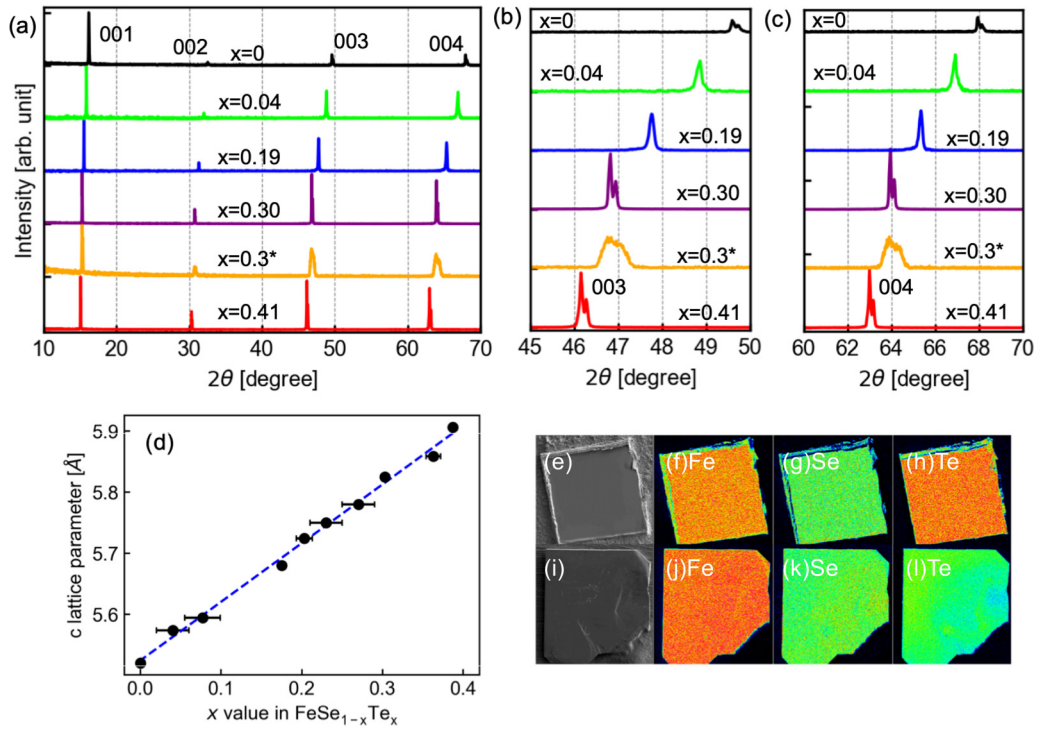 (a)
001
002
003
004
x=0
x=0.04
x=0.19
x=0.30
x=0.3*
x=0.41
Intensity [arb. unit]
10 20 30 40 50 60 70
2θ [degree]
(b)
x=0
x=0.04
x=0.19
x=0.30
x=0.3*
003
x=0.41
45 46 47 48 49 50
2θ [degree]
(c)
x=0
x=0.04
x=0.19
x=0.30
x=0.3*
004
x=0.41
60 62 64 66 68 70
2θ [degree]
(d)
c lattice parameter [Å]
5.9
5.8
5.7
5.6
0.0 0.1 0.2 0.3 0.4
x value in FeSe₁₋ₓTeₓ
(e)
(f)Fe
(g)Se
(h)Te
(i)
(j)Fe
(k)Se
(l)Te